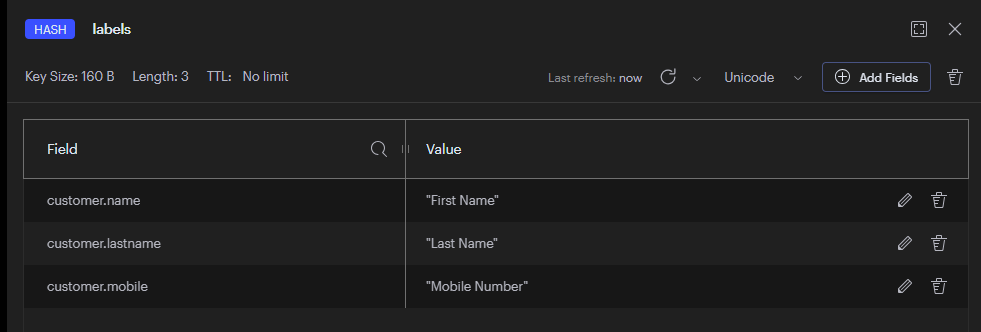 HASH labels
Key Size: 160 B Length: 3 TTL: No limit Last refresh: now Unicode Add Fields
Field Value
customer.name "First Name"
customer.lastname "Last Name"
customer.mobile "Mobile Number"